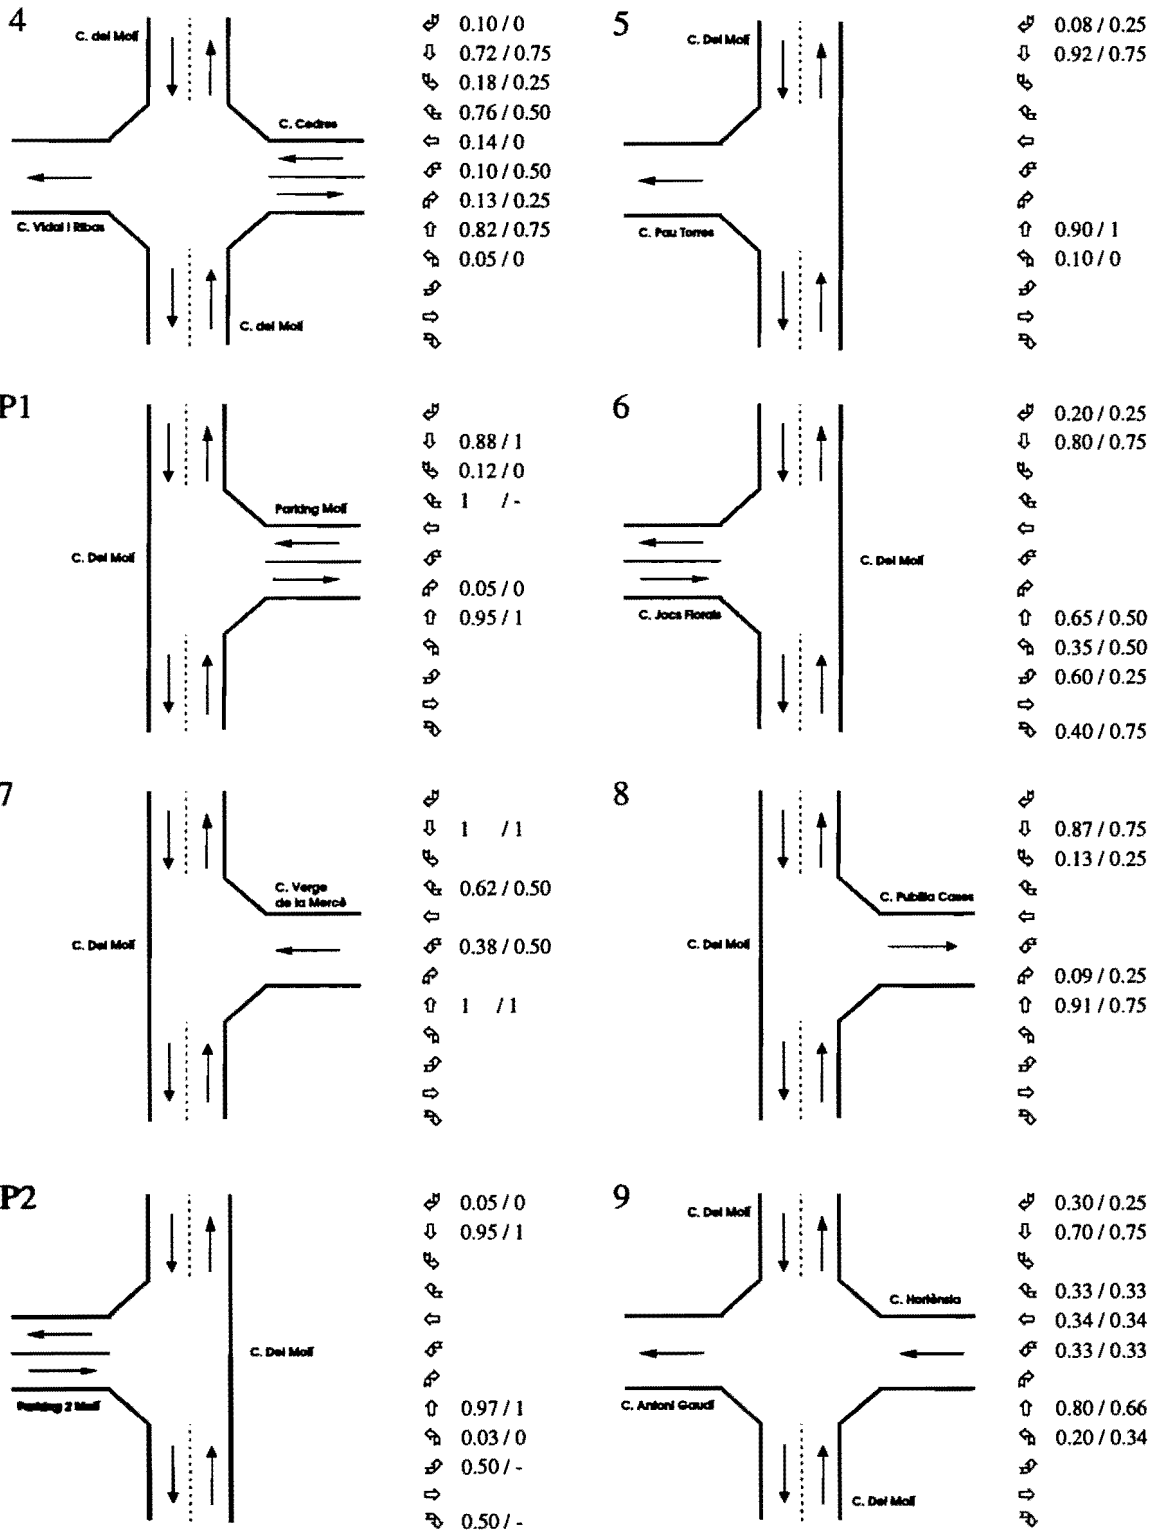 4
C. del Molí
C. Cedres
C. Vidal i Ribas
C. del Molí
0.10 / 0
0.72 / 0.75
0.18 / 0.25
0.76 / 0.50
0.14 / 0
0.10 / 0.50
0.13 / 0.25
0.82 / 0.75
0.05 / 0
5
C. Del Molí
C. Pau Torres
0.08 / 0.25
0.92 / 0.75
0.90 / 1
0.10 / 0
P1
Parking Molí
C. Del Molí
0.88 / 1
0.12 / 0
1 / -
0.05 / 0
0.95 / 1
6
C. Del Molí
C. Jocs Florals
0.20 / 0.25
0.80 / 0.75
0.65 / 0.50
0.35 / 0.50
0.60 / 0.25
0.40 / 0.75
7
C. Verge
de la Mercè
C. Del Molí
1 / 1
0.62 / 0.50
0.38 / 0.50
1 / 1
8
C. Pubilla Cases
C. Del Molí
0.87 / 0.75
0.13 / 0.25
0.09 / 0.25
0.91 / 0.75
P2
C. Del Molí
Parking 2 Molí
0.05 / 0
0.95 / 1
0.97 / 1
0.03 / 0
0.50 / -
0.50 / -
9
C. Del Molí
C. Hortènsia
C. Antoni Gaudí
C. Del Molí
0.30 / 0.25
0.70 / 0.75
0.33 / 0.33
0.34 / 0.34
0.33 / 0.33
0.80 / 0.66
0.20 / 0.34